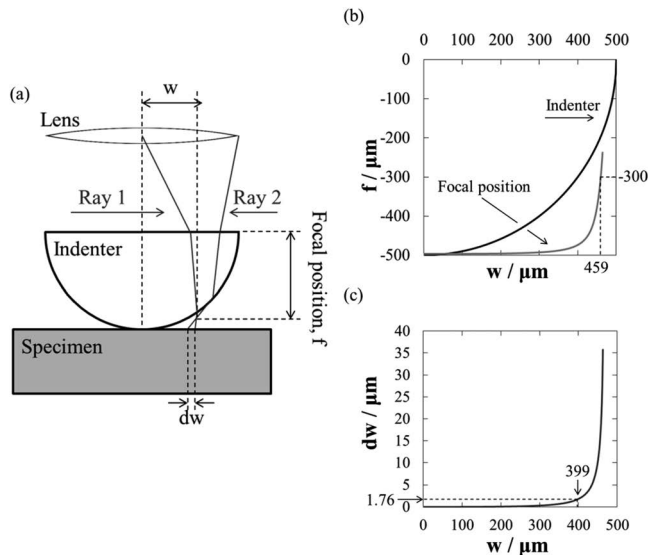 (a)
w
Lens
Ray 1
Ray 2
Indenter
Focal position, f
Specimen
dw
(b)
0 100 200 300 400 500
0
-100
-200
-300
-400
-500
f / μm
Indenter
Focal position
-300
459
w / μm
(c)
40
35
30
25
20
15
10
5
0
dw / μm
399
1.76
0 100 200 300 400 500
w / μm